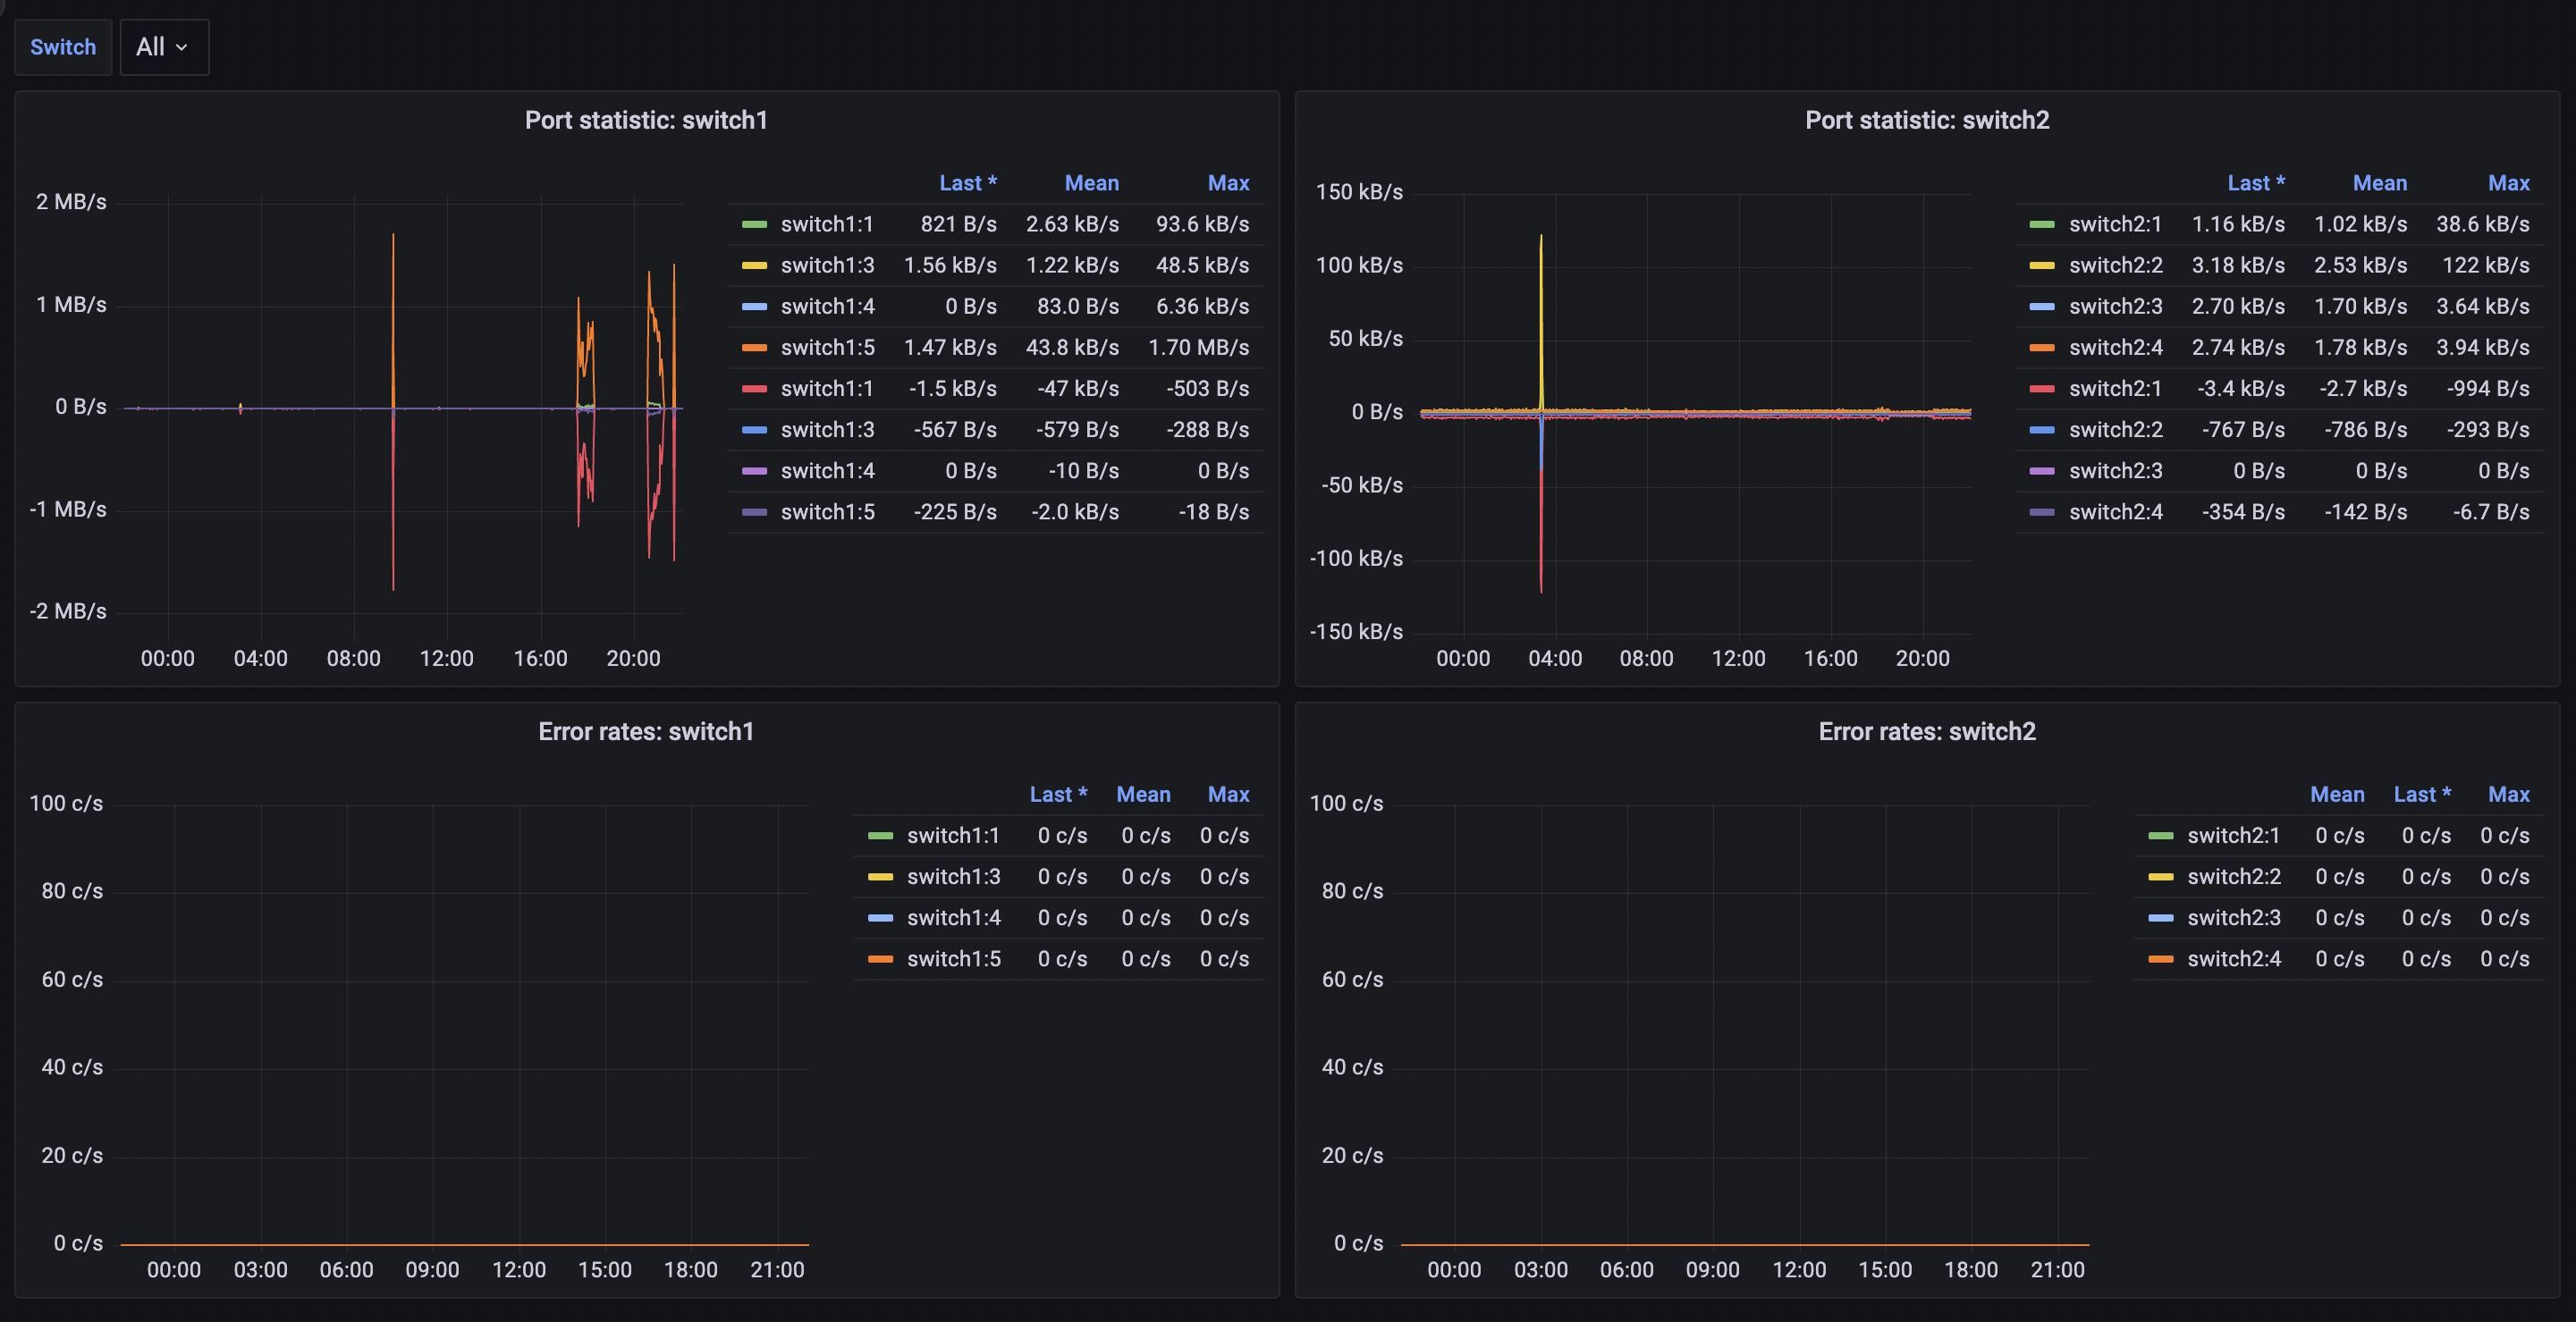 Switch All
Port statistic: switch1
2 MB/s
1 MB/s
0 B/s
-1 MB/s
-2 MB/s
00:00 04:00 08:00 12:00 16:00 20:00
Last * Mean Max
switch1:1 821 B/s 2.63 kB/s 93.6 kB/s
switch1:3 1.56 kB/s 1.22 kB/s 48.5 kB/s
switch1:4 0 B/s 83.0 B/s 6.36 kB/s
switch1:5 1.47 kB/s 43.8 kB/s 1.70 MB/s
switch1:1 -1.5 kB/s -47 kB/s -503 B/s
switch1:3 -567 B/s -579 B/s -288 B/s
switch1:4 0 B/s -10 B/s 0 B/s
switch1:5 -225 B/s -2.0 kB/s -18 B/s
Port statistic: switch2
150 kB/s
100 kB/s
50 kB/s
0 B/s
-50 kB/s
-100 kB/s
-150 kB/s
00:00 04:00 08:00 12:00 16:00 20:00
Last * Mean Max
switch2:1 1.16 kB/s 1.02 kB/s 38.6 kB/s
switch2:2 3.18 kB/s 2.53 kB/s 122 kB/s
switch2:3 2.70 kB/s 1.70 kB/s 3.64 kB/s
switch2:4 2.74 kB/s 1.78 kB/s 3.94 kB/s
switch2:1 -3.4 kB/s -2.7 kB/s -994 B/s
switch2:2 -767 B/s -786 B/s -293 B/s
switch2:3 0 B/s 0 B/s 0 B/s
switch2:4 -354 B/s -142 B/s -6.7 B/s
Error rates: switch1
100 c/s
80 c/s
60 c/s
40 c/s
20 c/s
0 c/s
00:00 03:00 06:00 09:00 12:00 15:00 18:00 21:00
Last * Mean Max
switch1:1 0 c/s 0 c/s 0 c/s
switch1:3 0 c/s 0 c/s 0 c/s
switch1:4 0 c/s 0 c/s 0 c/s
switch1:5 0 c/s 0 c/s 0 c/s
Error rates: switch2
100 c/s
80 c/s
60 c/s
40 c/s
20 c/s
0 c/s
00:00 03:00 06:00 09:00 12:00 15:00 18:00 21:00
Mean Last * Max
switch2:1 0 c/s 0 c/s 0 c/s
switch2:2 0 c/s 0 c/s 0 c/s
switch2:3 0 c/s 0 c/s 0 c/s
switch2:4 0 c/s 0 c/s 0 c/s